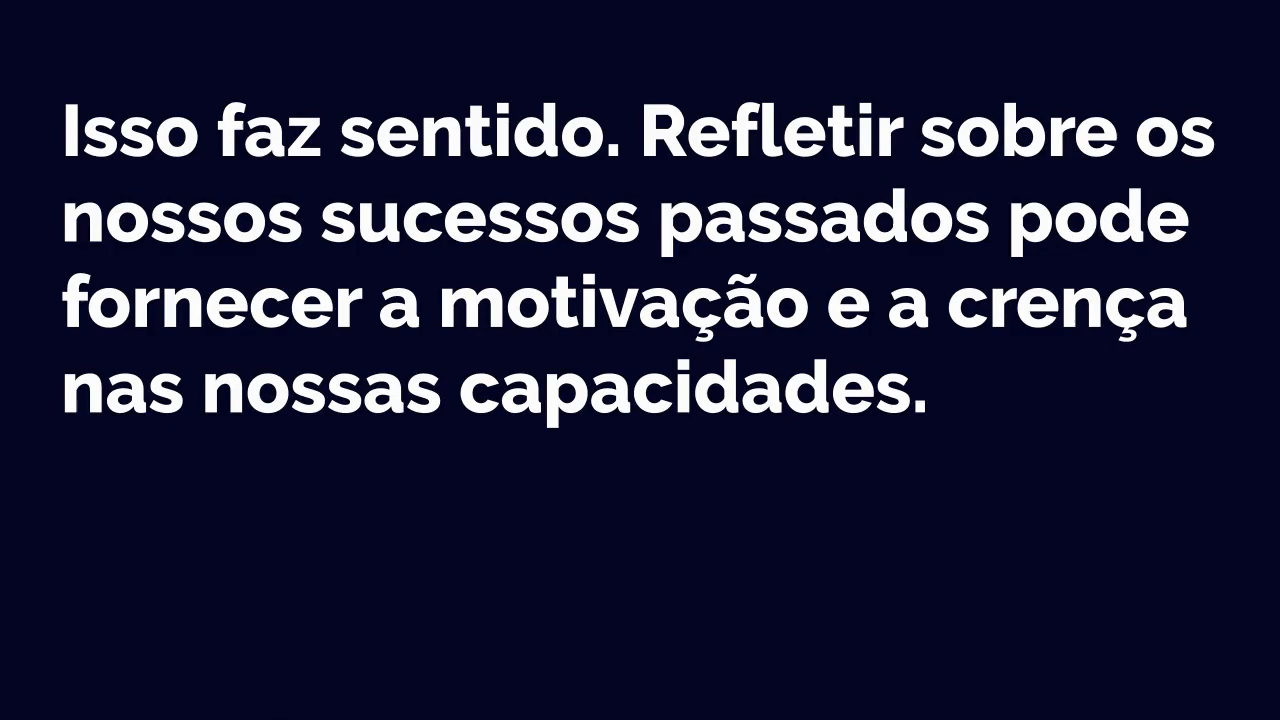 Isso faz sentido. Refletir sobre os
nossos sucessos passados pode
fornecer a motivação e a crença
nas nossas capacidades.